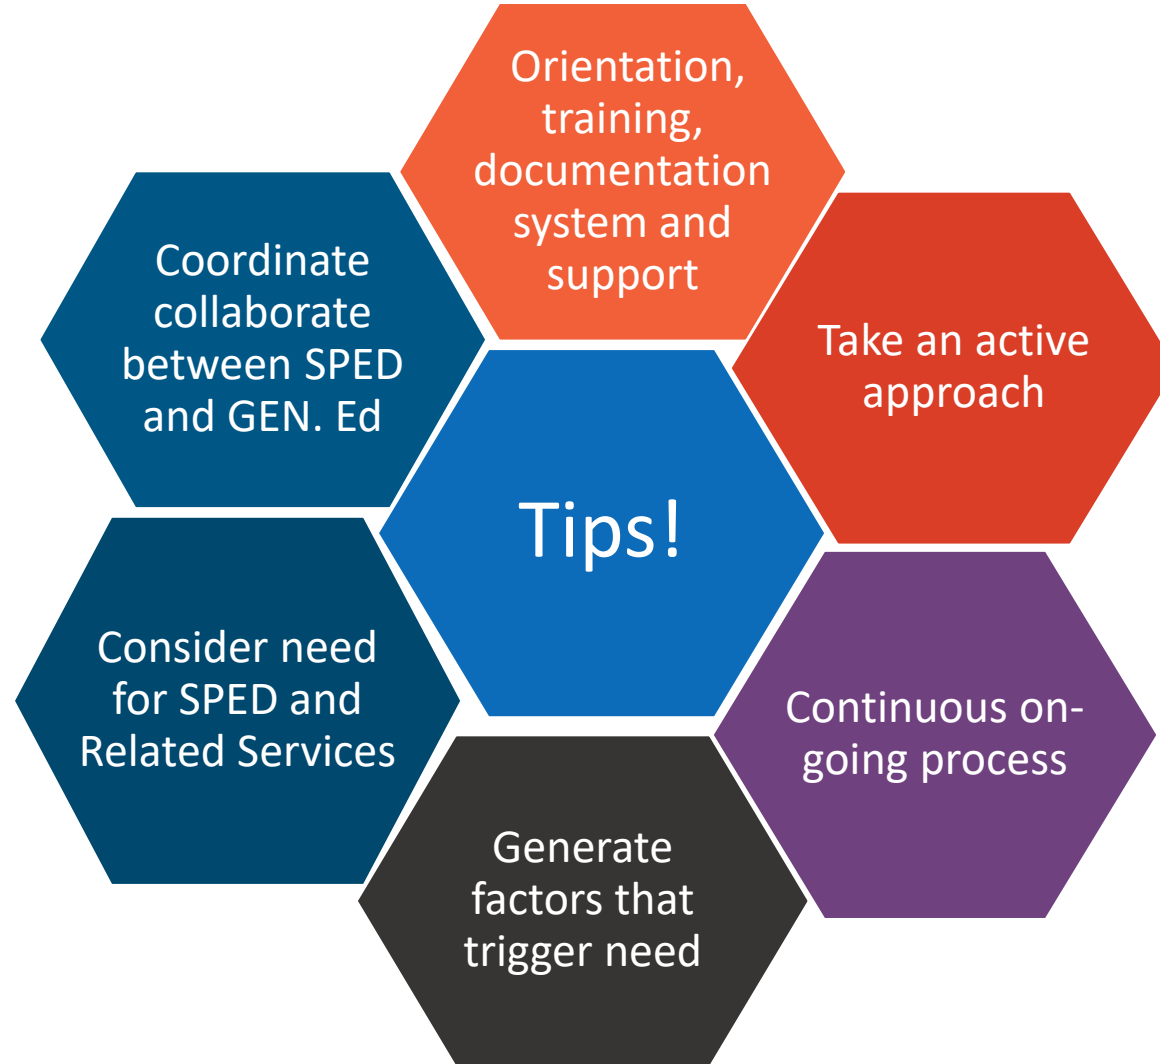 Orientation,
training,
documentation
system and
support
Take an active
approach
Continuous on-
going process
Generate
factors that
trigger need
Consider need
for SPED and
Related Services
Coordinate
collaborate
between SPED
and GEN. Ed
Tips!